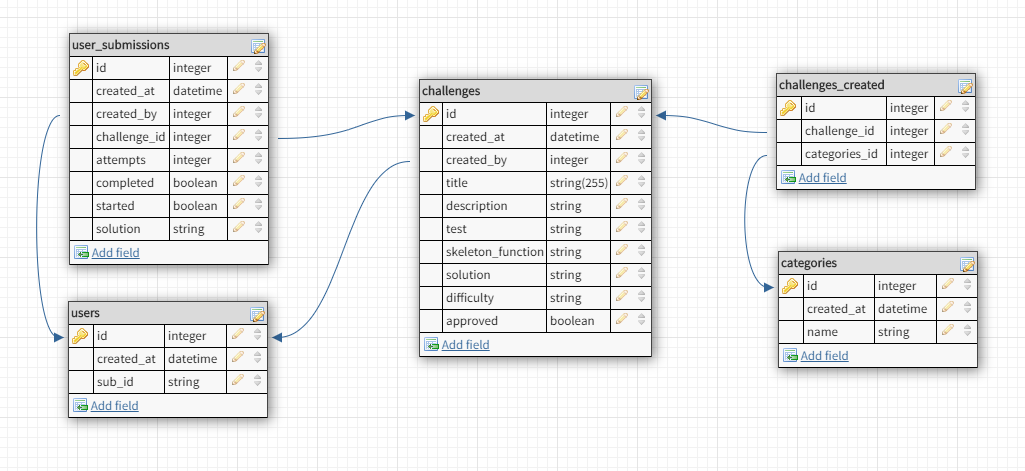 user_submissions
id integer
created_at datetime
created_by integer
challenge_id integer
attempts integer
completed boolean
started boolean
solution string
Add field
users
id integer
created_at datetime
sub_id string
Add field
challenges
id integer
created_at datetime
created_by integer
title string(255)
description string
test string
skeleton_function string
solution string
difficulty string
approved boolean
Add field
challenges_created
id integer
challenge_id integer
categories_id integer
Add field
categories
id integer
created_at datetime
name string
Add field